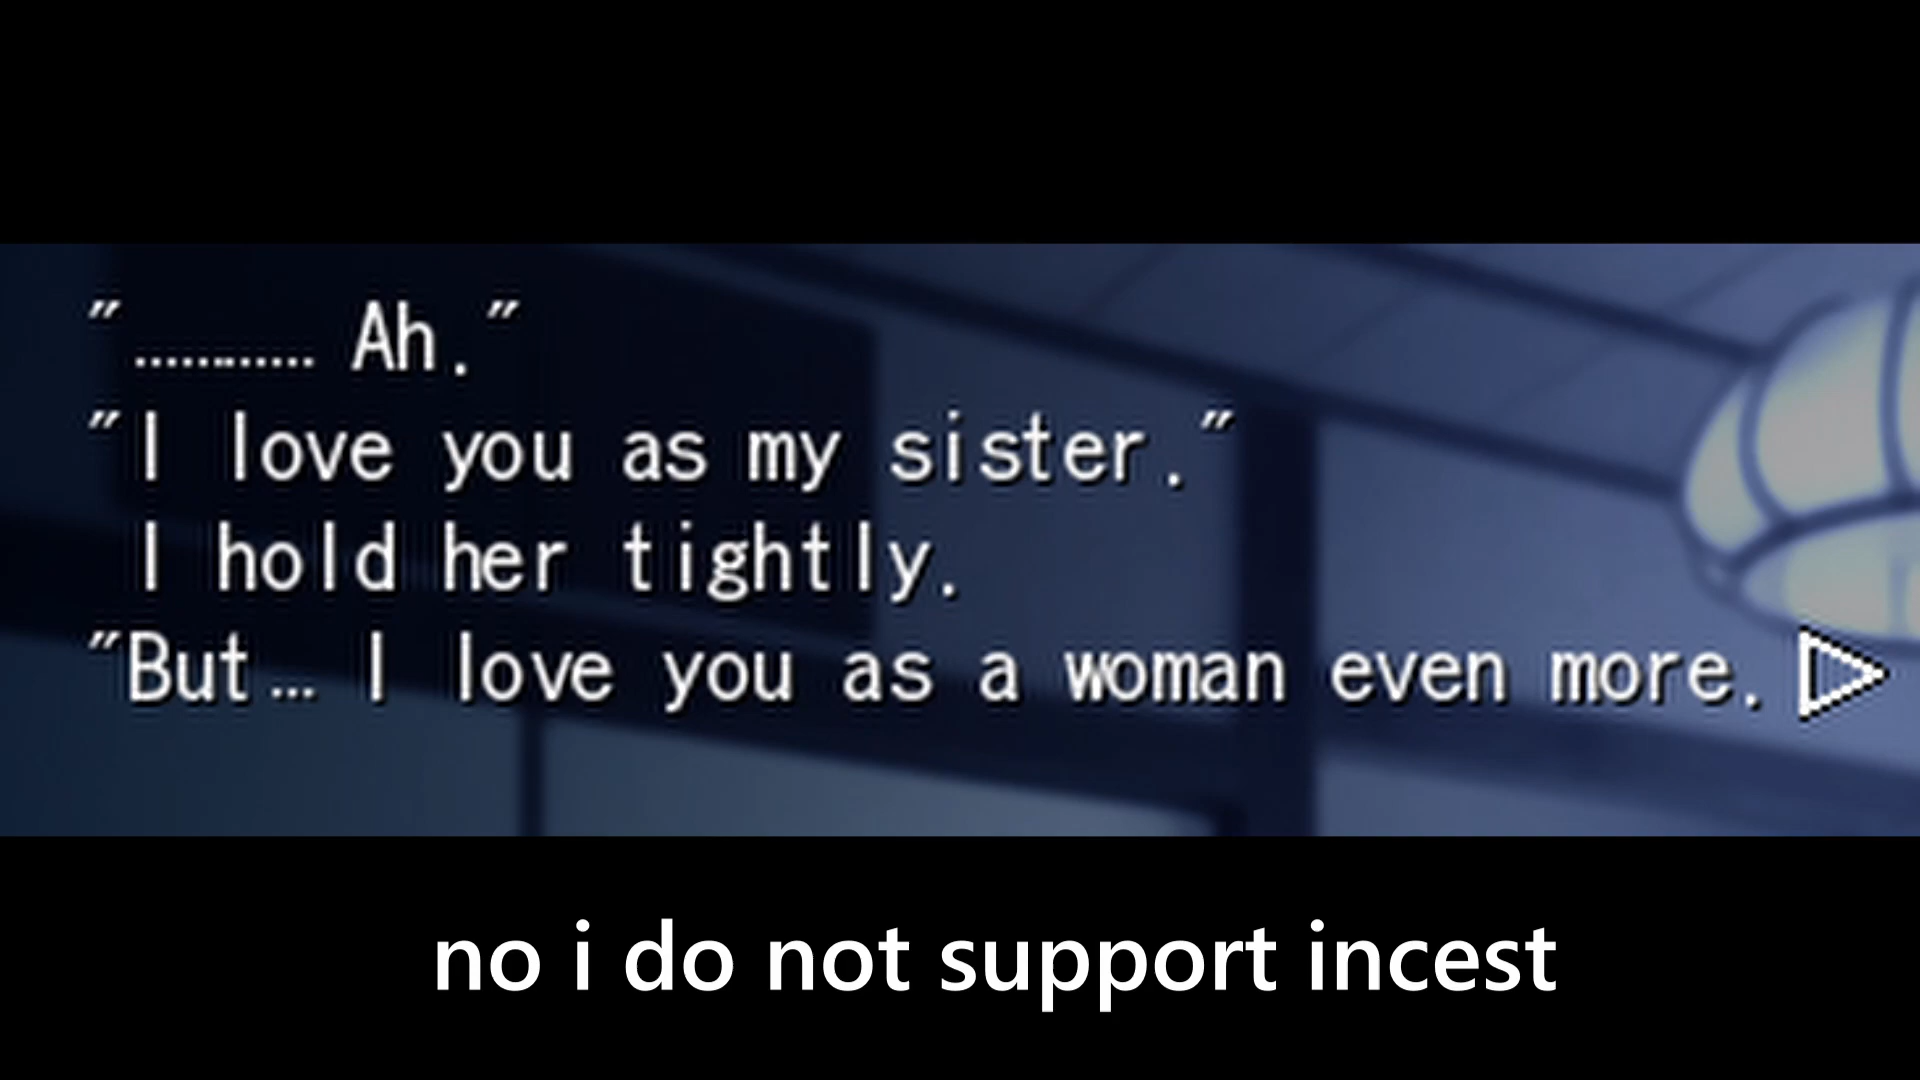 "………… Ah."
"I love you as my sister."
I hold her tightly.
"But… I love you as a woman even more.
no i do not support incest